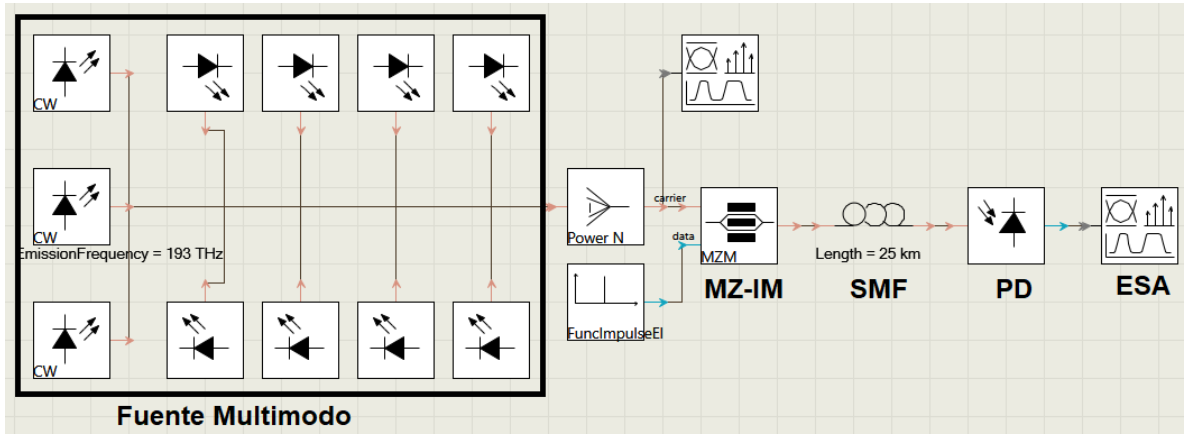 CW
CW
EmissionFrequency = 193 THz
CW
Fuente Multimodo
Power N
carrier
data
FuncImpulseEl
MZM
MZ-IM
Length = 25 km
SMF
PD
ESA